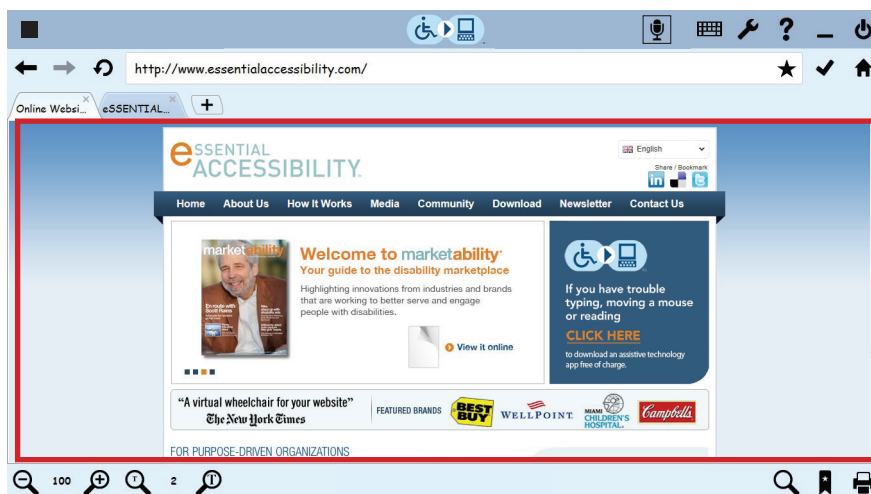 http://www.essentialaccessibility.com/
Online Websi...
eSSENTIAL...
eSSENTIAL
ACCESSIBILITY.
English
Share / Bookmark
Home About Us How It Works Media Community Download Newsletter Contact Us
marketability
En route with
Scott Rains
Welcome to marketability
Your guide to the disability marketplace
Highlighting innovations from industries and brands
that are working to better serve and engage
people with disabilities.
View it online
If you have trouble
typing, moving a mouse
or reading
CLICK HERE
to download an assistive technology
app free of charge.
“A virtual wheelchair for your website”
The New York Times
FEATURED BRANDS
BEST
BUY
WELLPOINT.
MIAMI
CHILDREN'S
HOSPITAL.
Campbell's
FOR PURPOSE-DRIVEN ORGANIZATIONS
100
T
2
T